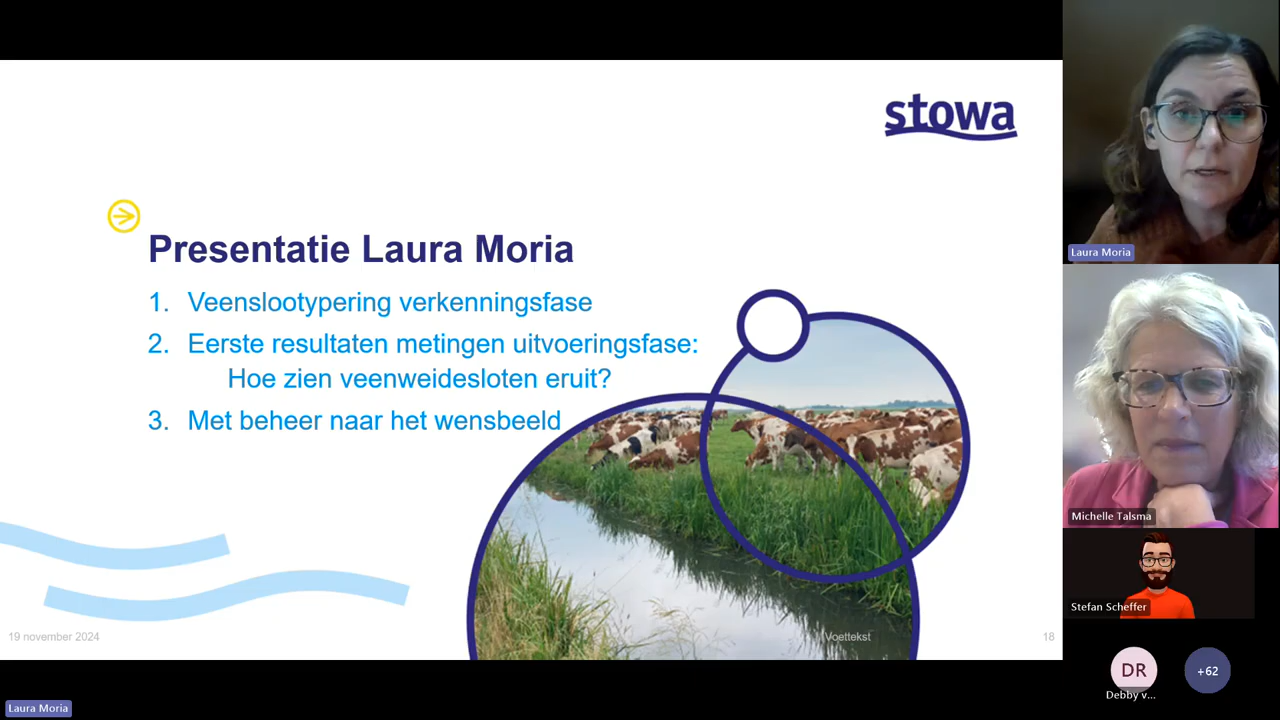 stowa
Presentatie Laura Moria
1. Veenslootypering verkenningsfase
2. Eerste resultaten metingen uitvoeringsfase:
Hoe zien veenweidesloten eruit?
3. Met beheer naar het wensbeeld
19 november 2024
Voettekst
18
Laura Moria
Laura Moria
Michelle Talsma
Stefan Scheffer
DR
Debby v...
+62